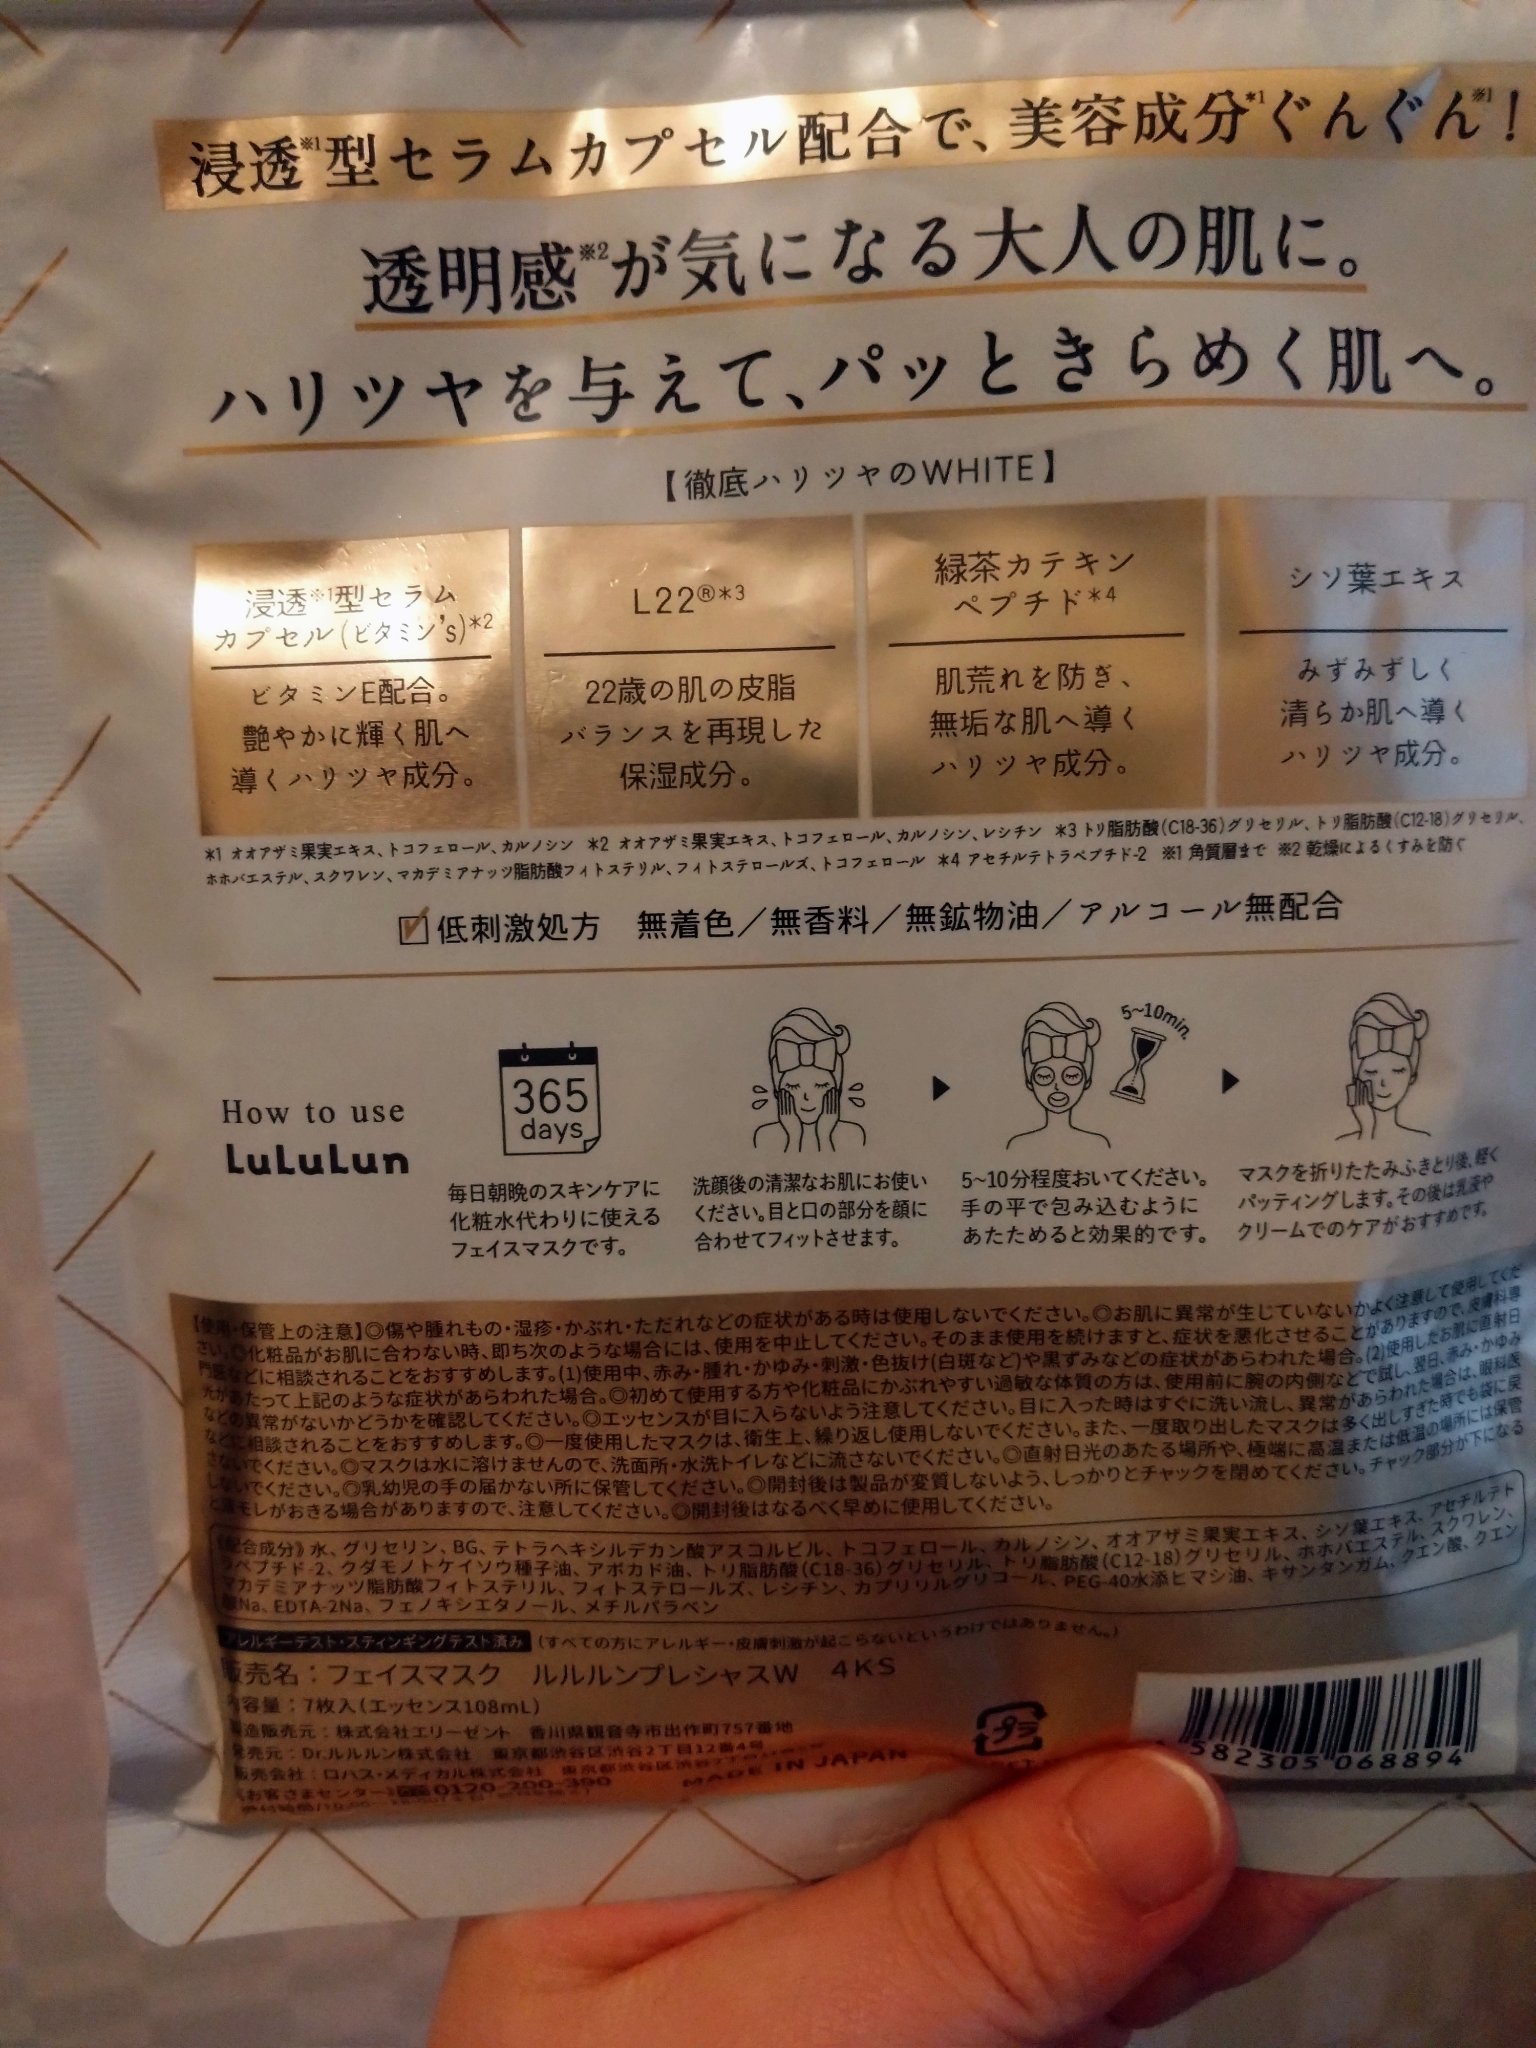 浸透※1型セラムカプセル配合で、美容成分*1ぐんぐん※1!
透明感※2が気になる大人の肌に。
ハリツヤを与えて、パッときらめく肌へ。
【徹底ハリツヤのWHITE】
浸透※1型セラム
カプセル(ビタミン's)*2
ビタミンE配合。
艶やかに輝く肌へ
導くハリツヤ成分。
L22®*3
22歳の肌の皮脂
バランスを再現した
保湿成分。
緑茶カテキン
ペプチド*4
肌荒れを防ぎ、
無垢な肌へ導く
ハリツヤ成分。
シソ葉エキス
みずみずしく
清らか肌へ導く
ハリツヤ成分。
*1 オオアザミ果実エキス、トコフェロール、カルノシン *2 オオアザミ果実エキス、トコフェロール、カルノシン、レシチン *3 トリ脂肪酸(C18-36)グリセリル、トリ脂肪酸(C12-18)グリセリル、
ホホバエステル、スクワレン、マカデミアナッツ脂肪酸フィトステリル、フィトステロールズ、トコフェロール *4 アセチルテトラペプチド-2 ※1 角質層まで ※2 乾燥によるくすみを防ぐ
低刺激処方 無着色/無香料/無鉱物油/アルコール無配合
How to use
LuLuLun
365
days
毎日朝晩のスキンケアに
化粧水代わりに使える
フェイスマスクです。
洗顔後の清潔なお肌にお使い
ください。目と口の部分を顔に
合わせてフィットさせます。
5~10min.
5~10分程度おいてください。
手の平で包み込むように
あたためると効果的です。
マスクを折りたたみふきとり後、軽く
パッティングします。その後は乳液や
クリームでのケアがおすすめです。
【使用・保管上の注意】◎傷や腫れもの・湿疹・かぶれ・ただれなどの症状がある時は使用しないでください。◎お肌に異常が生じていないかよく注意して使用してくだ
さい。◎化粧品がお肌に合わない時、即ち次のような場合には、使用を中止してください。そのまま使用を続けますと、症状を悪化させることがありますので、皮膚科専
門医などに相談されることをおすすめします。(1)使用中、赤み・腫れ・かゆみ・刺激・色抜け(白斑など)や黒ずみなどの症状があらわれた場合。(2)使用したお肌に直射日
光があたって上記のような症状があらわれた場合。◎初めて使用する方や化粧品にかぶれやすい過敏な体質の方は、使用前に腕の内側などで試し、翌日、赤み・かゆみ
などの異常がないかどうかを確認してください。◎エッセンスが目に入らないよう注意してください。目に入った時はすぐに洗い流し、異常があらわれた場合は、眼科医
などに相談されることをおすすめします。◎一度使用したマスクは、衛生上、繰り返し使用しないでください。また、一度取り出したマスクは多く出しすぎた時でも袋に戻
さないでください。◎マスクは水に溶けませんので、洗面所・水洗トイレなどに流さないでください。◎直射日光のあたる場所や、極端に高温または低温の場所には保管
しないでください。◎乳幼児の手の届かない所に保管してください。◎開封後は製品が変質しないよう、しっかりとチャックを閉めてください。チャック部分が下になる
と液モレがおきる場合がありますので、注意してください。◎開封後はなるべく早めに使用してください。
《配合成分》水、グリセリン、BG、テトラヘキシルデカン酸アスコルビル、トコフェロール、カルノシン、オオアザミ果実エキス、シソ葉エキス、アセチルテト
ラペプチド-2、クダモノトケイソウ種子油、アボカド油、トリ脂肪酸(C18-36)グリセリル、トリ脂肪酸(C12-18)グリセリル、ホホバエステル、スクワレン、
マカデミアナッツ脂肪酸フィトステリル、フィトステロールズ、レシチン、カプリリルグリコール、PEG-40水添ヒマシ油、キサンタンガム、クエン酸、クエン
酸Na、EDTA-2Na、フェノキシエタノール、メチルパラベン
アレルギーテスト・スティンギングテスト済み (すべての方にアレルギー・皮膚刺激が起こらないというわけではありません。)
販売名:フェイスマスク ルルルンプレシャスW 4KS
内容量:7枚入(エッセンス108mL)
製造販売元:株式会社エリーゼント 香川県観音寺市出作町757番地
発売元:Dr.ルルルン株式会社 東京都渋谷区渋谷2丁目12番4号
販売会社:ロハス・メディカル株式会社 東京都渋谷区渋谷
《お客さまセンター》 0120-200-390
MADE IN JAPAN
プラ
582305 068894